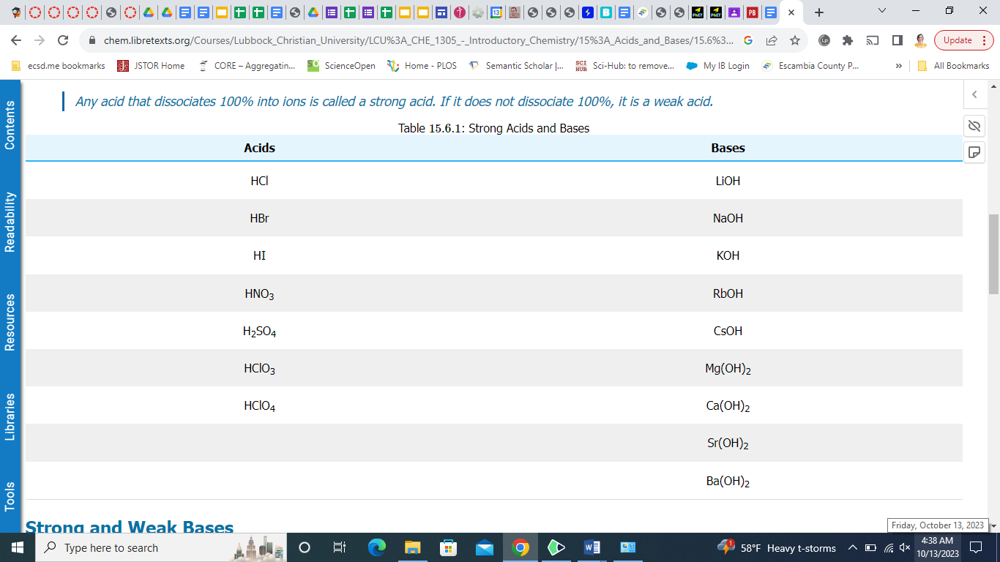 13
PB
chem.libretexts.org/Courses/Lubbock_Christian_University/LCU%3A_CHE_1305_-_Introductory_Chemistry/15%3A_Acids_and_Bases/15.6%3...
Update
ecsd.me bookmarks
JSTOR Home
CORE – Aggregatin...
ScienceOpen
Home - PLOS
Semantic Scholar |...
SCI HUB
Sci-Hub: to remove...
My IB Login
Escambia County P...
»
All Bookmarks
Contents
Readability
Resources
Libraries
Tools
Any acid that dissociates 100% into ions is called a strong acid. If it does not dissociate 100%, it is a weak acid.
Table 15.6.1: Strong Acids and Bases
Acids Bases
HCl LiOH
HBr NaOH
HI KOH
HNO₃ RbOH
H₂SO₄ CsOH
HClO₃ Mg(OH)₂
HClO₄ Ca(OH)₂
Sr(OH)₂
Ba(OH)₂
Strong and Weak Bases
Friday, October 13, 2023
Type here to search
1
58°F Heavy t-storms
4:38 AM
10/13/2023